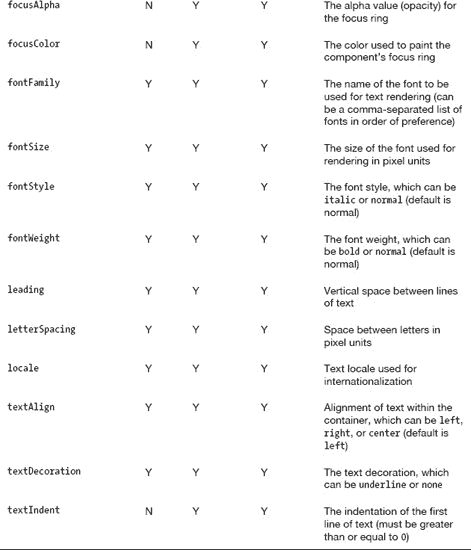 focusAlpha N Y Y The alpha value (opacity) for
the focus ring
focusColor N Y Y The color used to paint the
component's focus ring
fontFamily Y Y Y The name of the font to be
used for text rendering (can
be a comma-separated list of
fonts in order of preference)
fontSize Y Y Y The size of the font used for
rendering in pixel units
fontStyle Y Y Y The font style, which can be
italic or normal (default is
normal)
fontWeight Y Y Y The font weight, which can
be bold or normal (default is
normal)
leading Y Y Y Vertical space between lines
of text
letterSpacing Y Y Y Space between letters in
pixel units
locale Y Y Y Text locale used for
internationalization
textAlign Y Y Y Alignment of text within the
container, which can be left,
right, or center (default is
left)
textDecoration Y Y Y The text decoration, which
can be underline or none
textIndent N Y Y The indentation of the first
line of text (must be greater
than or equal to 0)